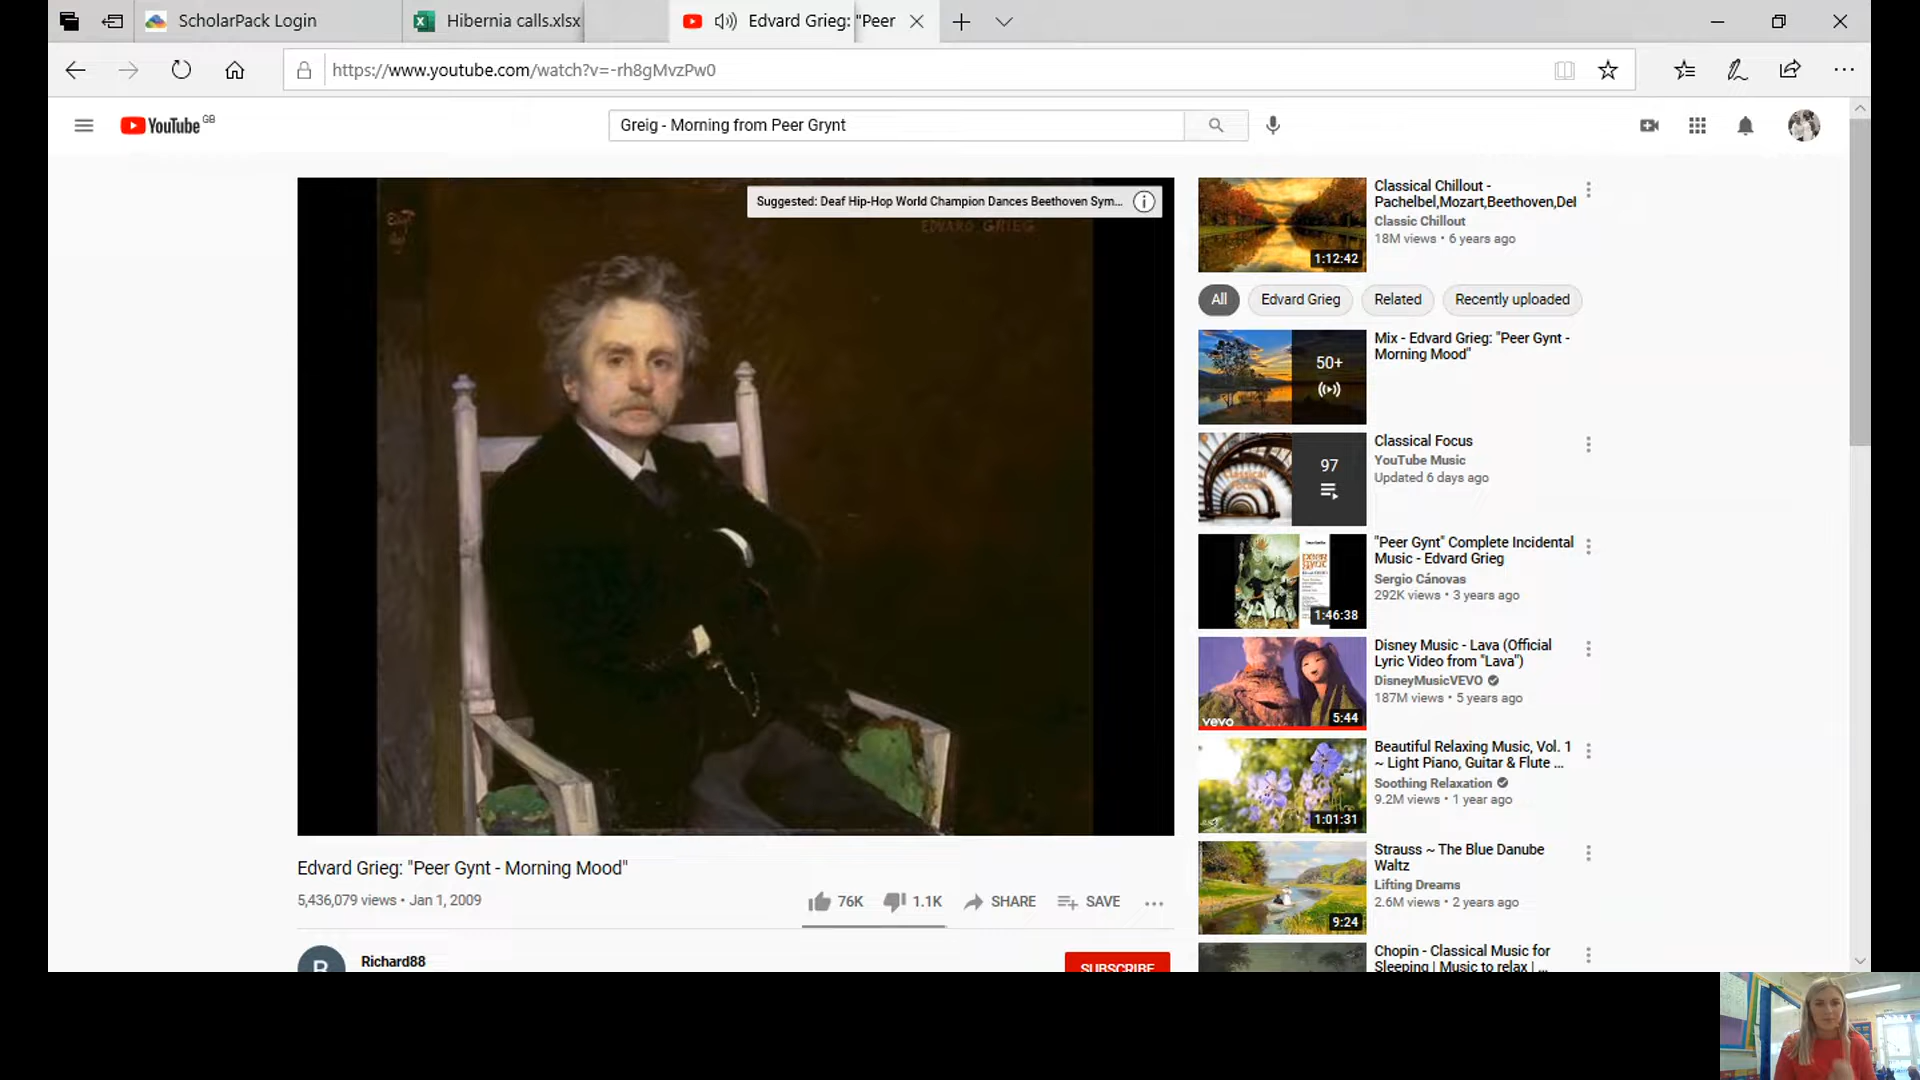 ScholarPack Login
Hibernia calls.xlsx
Edvard Grieg: "Peer
https://www.youtube.com/watch?v=-rh8gMvzPw0
YouTube GB
Greig - Morning from Peer Grynt
Suggested: Deaf Hip-Hop World Champion Dances Beethoven Sym...
EDVARD GRIEG
Edvard Grieg: "Peer Gynt - Morning Mood"
5,436,079 views • Jan 1, 2009
76K
1.1K
SHARE
SAVE
R
Richard88
SUBSCRIBE
1:12:42
Classical Chillout -
Pachelbel,Mozart,Beethoven,Del
Classic Chillout
18M views • 6 years ago
All
Edvard Grieg
Related
Recently uploaded
50+
Mix - Edvard Grieg: "Peer Gynt -
Morning Mood"
97
Classical Focus
YouTube Music
Updated 6 days ago
1:46:38
"Peer Gynt" Complete Incidental
Music - Edvard Grieg
Sergio Cánovas
292K views • 3 years ago
vevo
5:44
Disney Music - Lava (Official
Lyric Video from "Lava")
DisneyMusicVEVO
187M views • 5 years ago
1:01:31
Beautiful Relaxing Music, Vol. 1
~ Light Piano, Guitar & Flute ...
Soothing Relaxation
9.2M views • 1 year ago
9:24
Strauss ~ The Blue Danube
Waltz
Lifting Dreams
2.6M views • 2 years ago
Chopin - Classical Music for
Sleeping | Music to relax | ...